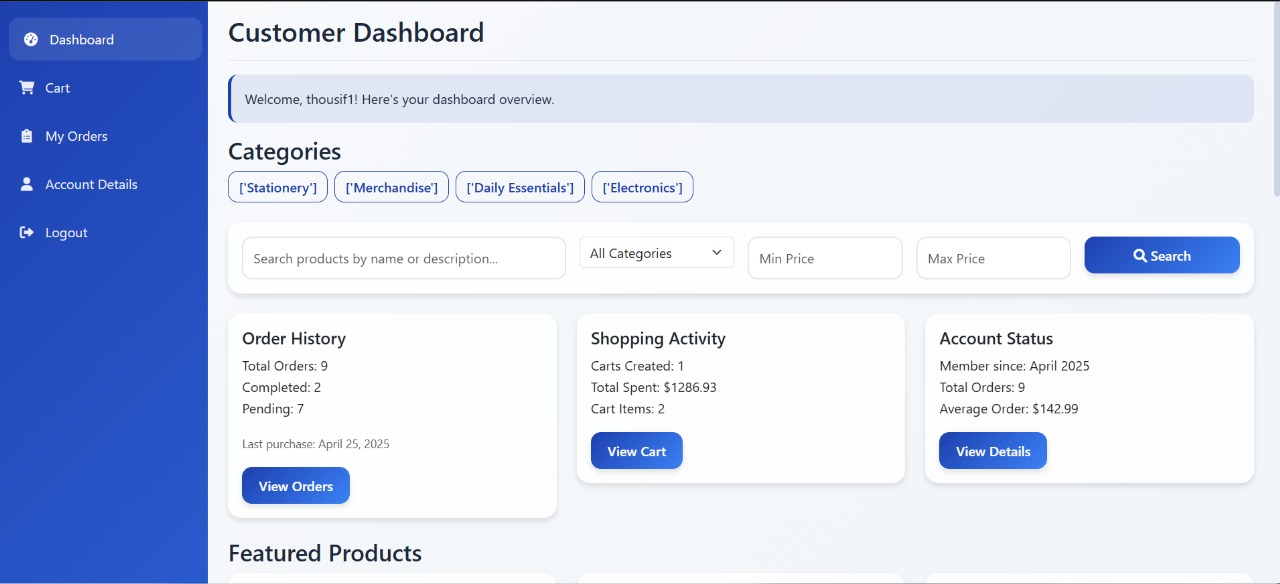 Dashboard
Cart
My Orders
Account Details
Logout
Customer Dashboard
Welcome, thousif1! Here's your dashboard overview.
Categories
['Stationery'] ['Merchandise'] ['Daily Essentials'] ['Electronics']
Search products by name or description... All Categories Min Price Max Price Search
Order History
Total Orders: 9
Completed: 2
Pending: 7
Last purchase: April 25, 2025
View Orders
Shopping Activity
Carts Created: 1
Total Spent: $1286.93
Cart Items: 2
View Cart
Account Status
Member since: April 2025
Total Orders: 9
Average Order: $142.99
View Details
Featured Products